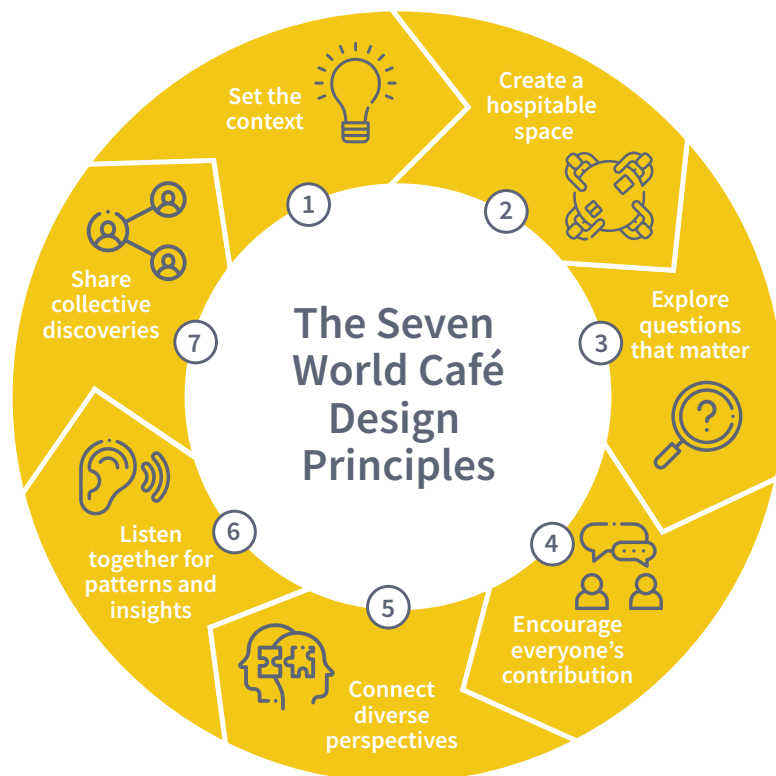 The Seven
World Café
Design
Principles
1
Set the
context
2
Create a
hospitable
space
3
Explore
questions
that matter
?
4
Encourage
everyone’s
contribution
5
Connect
diverse
perspectives
6
Listen
together for
patterns and
insights
7
Share
collective
discoveries